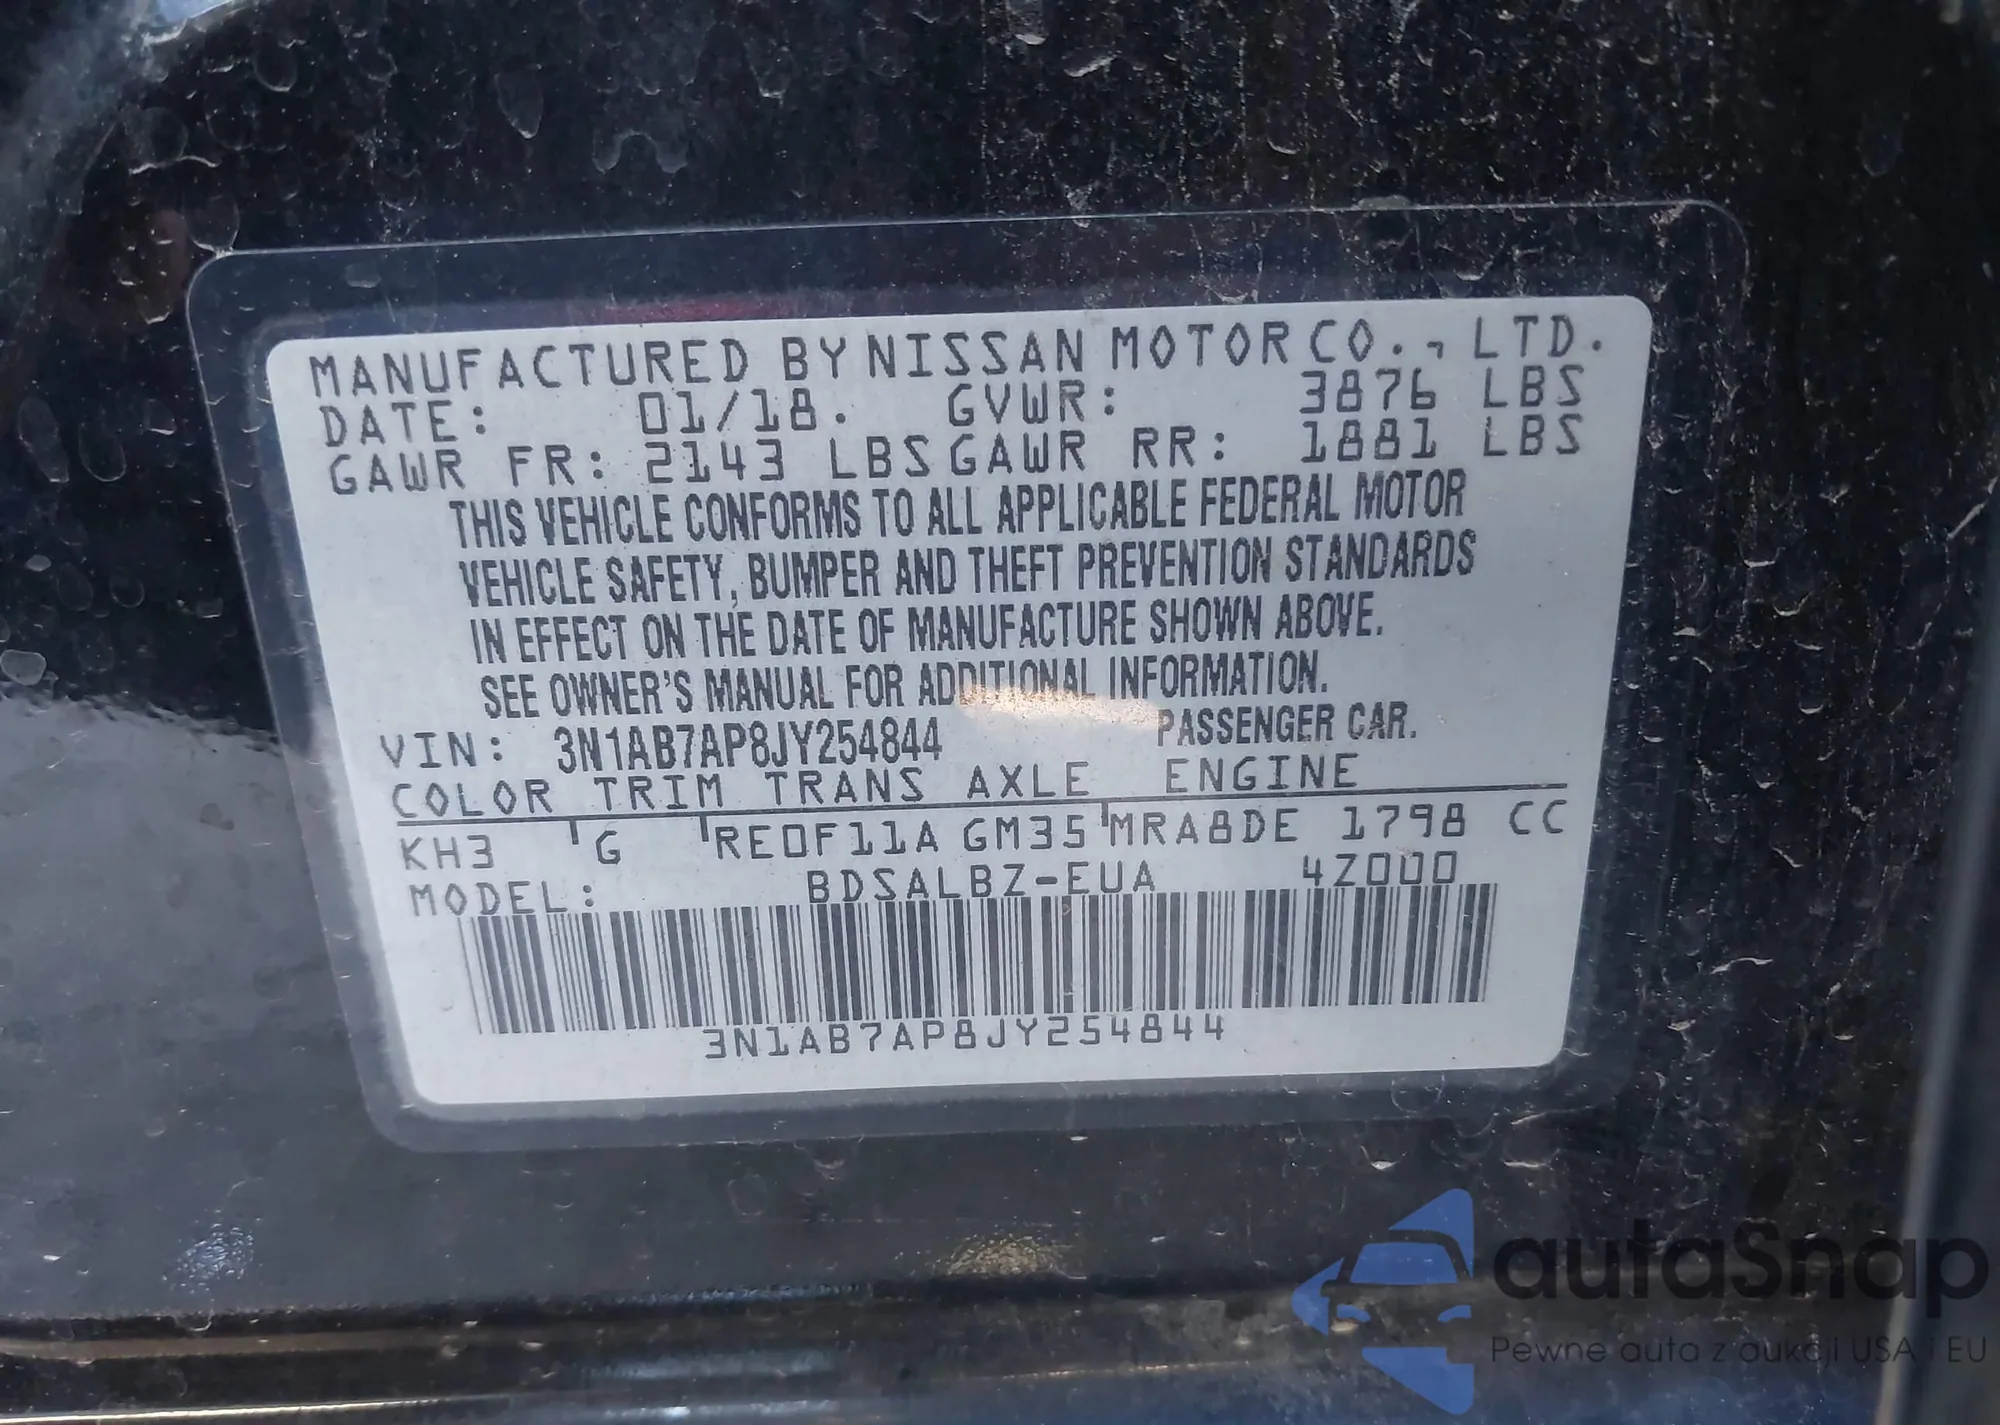 MANUFACTURED BY NISSAN MOTOR CO., LTD.
DATE: 01/18. GVWR: 3876 LBS
GAWR FR: 2143 LBS GAWR RR: 1881 LBS
THIS VEHICLE CONFORMS TO ALL APPLICABLE FEDERAL MOTOR
VEHICLE SAFETY, BUMPER AND THEFT PREVENTION STANDARDS
IN EFFECT ON THE DATE OF MANUFACTURE SHOWN ABOVE.
SEE OWNER'S MANUAL FOR ADDITIONAL INFORMATION.
VIN: 3N1AB7AP8JY254844 PASSENGER CAR.
COLOR TRIM TRANS AXLE ENGINE
KH3 G RE0F11A GM35 MRA8DE 1798 CC
MODEL: BDSALBZ-EUA 4Z000
3N1AB7AP8JY254844
autaSnap
Pewne auta z aukcji USA i EU